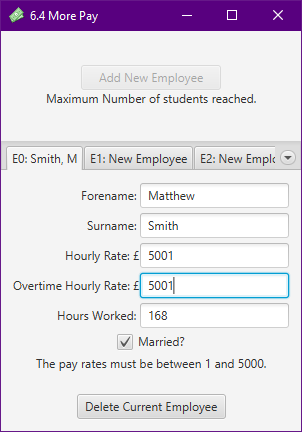 6.4 More Pay
Add New Employee
Maximum Number of students reached.
E0: Smith, M
E1: New Employee
E2: New Emplo
Forename: Matthew
Surname: Smith
Hourly Rate: £ 5001
Overtime Hourly Rate: £ 5001
Hours Worked: 168
Married?
The pay rates must be between 1 and 5000.
Delete Current Employee